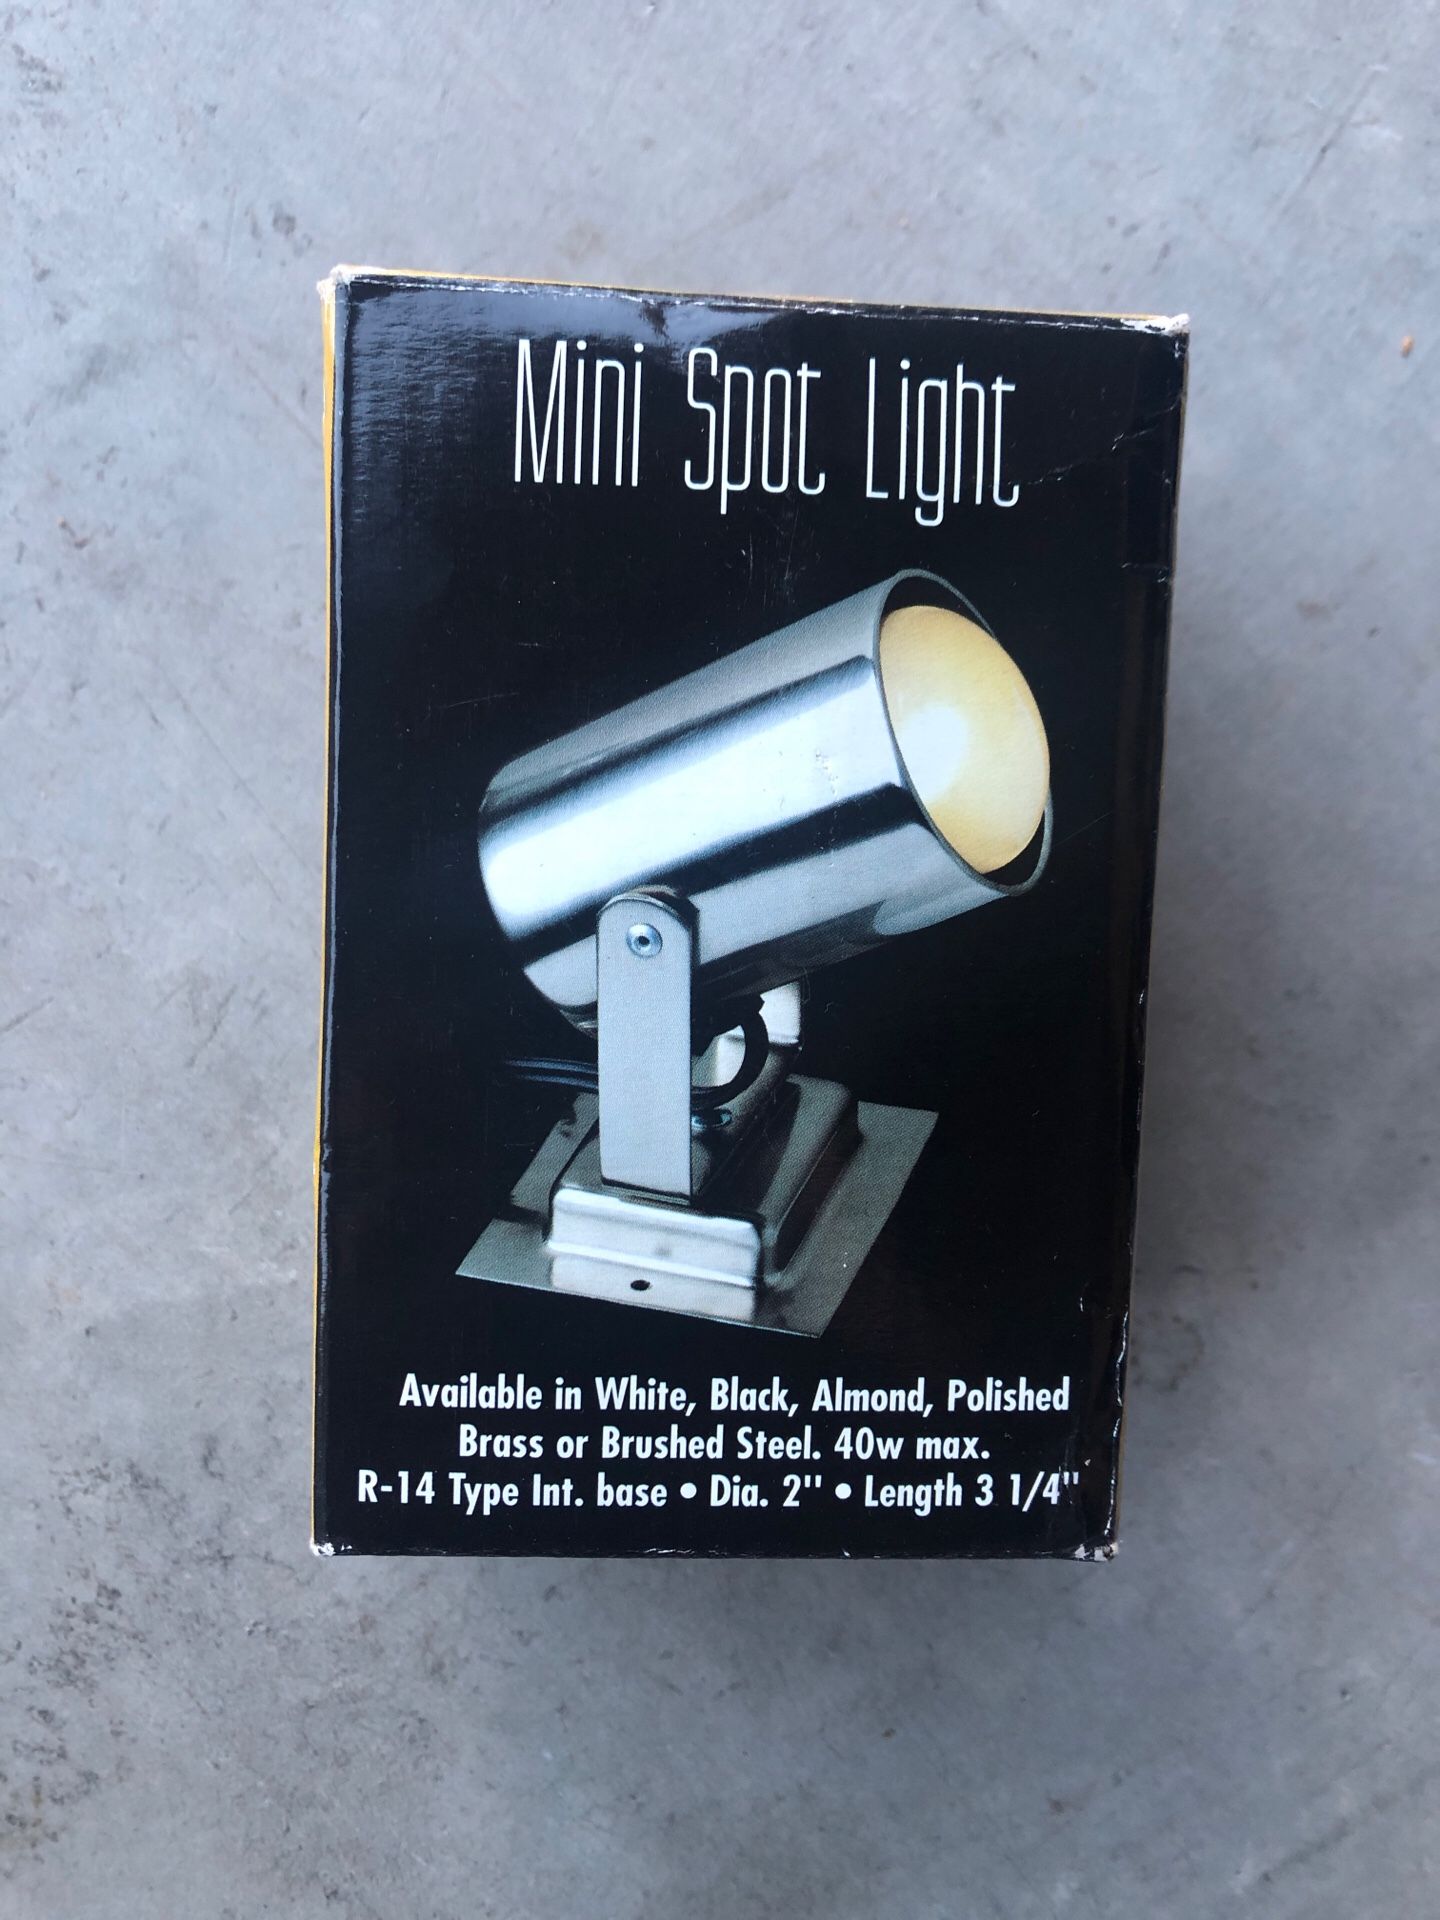 Mini Spot Light
Available in White, Black, Almond, Polished
Brass or Brushed Steel. 40w max.
R-14 Type Int. base • Dia. 2" • Length 3 1/4"